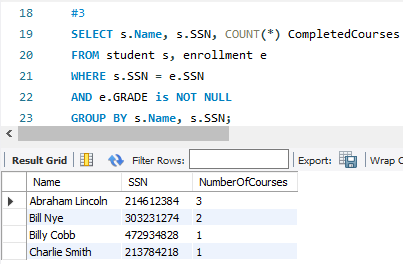 18 #3
19 SELECT s.Name, s.SSN, COUNT(*) CompletedCourses
20 FROM student s, enrollment e
21 WHERE s.SSN = e.SSN
22 AND e.GRADE is NOT NULL
23 GROUP BY s.Name, s.SSN;
Result Grid Filter Rows: Export: Wrap C
Name SSN NumberOfCourses
Abraham Lincoln 214612384 3
Bill Nye 303231274 2
Billy Cobb 472934828 1
Charlie Smith 213784218 1